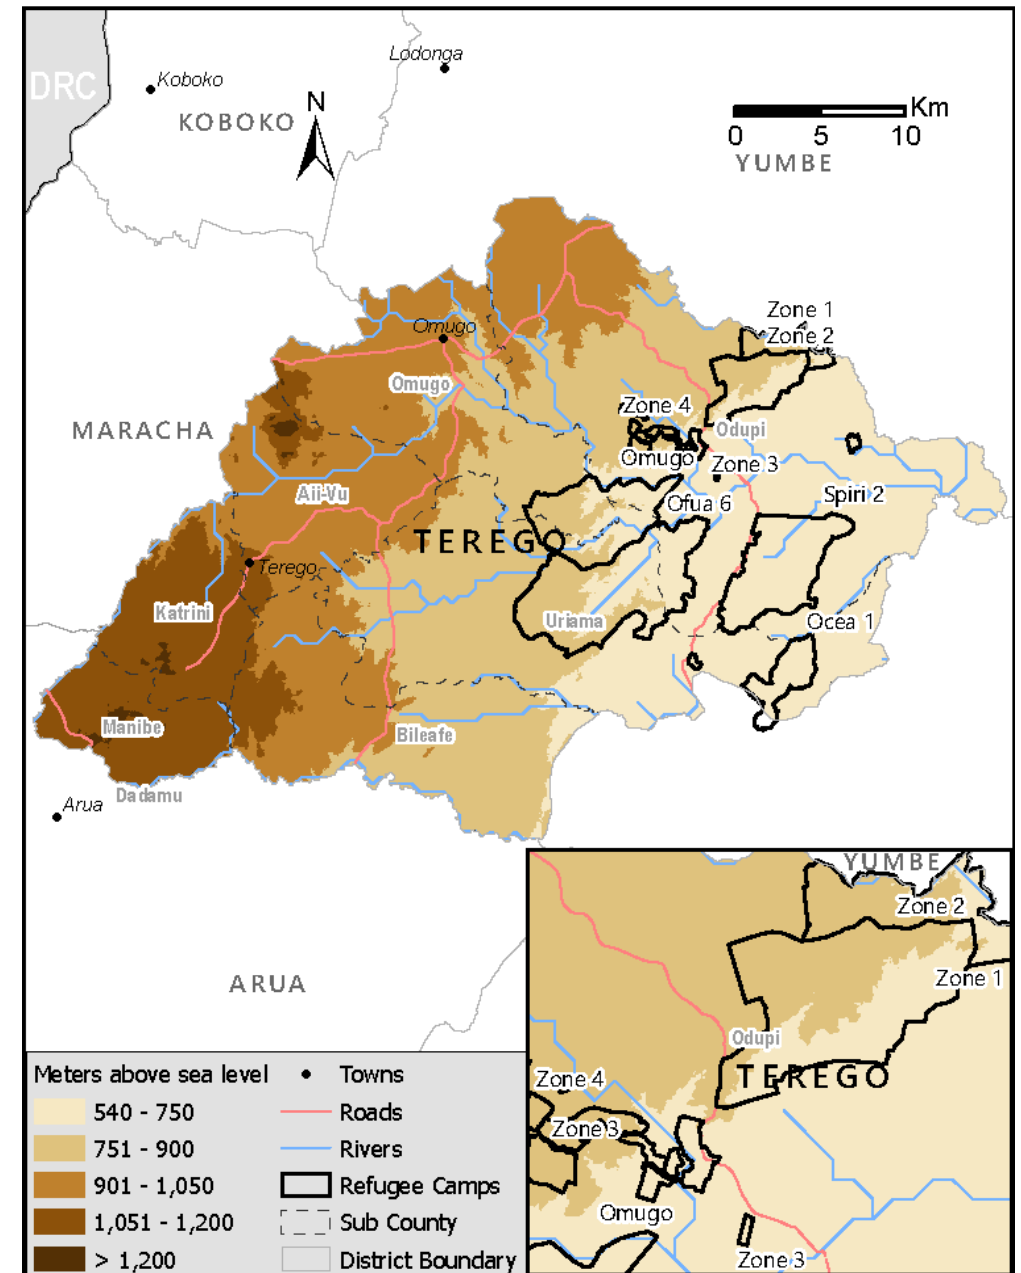 DRC
Koboko
Lodonga
KOBOKO
N
Km
0 5 10
YUMBE
Zone 1
Zone 2
Omugo
Omugo
Zone 4
MARACHA
Odupi
Omugo
Zone 3
Aii-Vu
Spiri 2
Ofua 6
TEREGO
Terego
Katrini
Uriama
Ocea 1
Manibe
Bileafe
Dadamu
Arua
ARUA
YUMBE
Zone 2
Zone 1
Odupi
TEREGO
Zone 4
Zone 3
Omugo
Zone 3
Meters above sea level
540 - 750
751 - 900
901 - 1,050
1,051 - 1,200
> 1,200
Towns
Roads
Rivers
Refugee Camps
Sub County
District Boundary